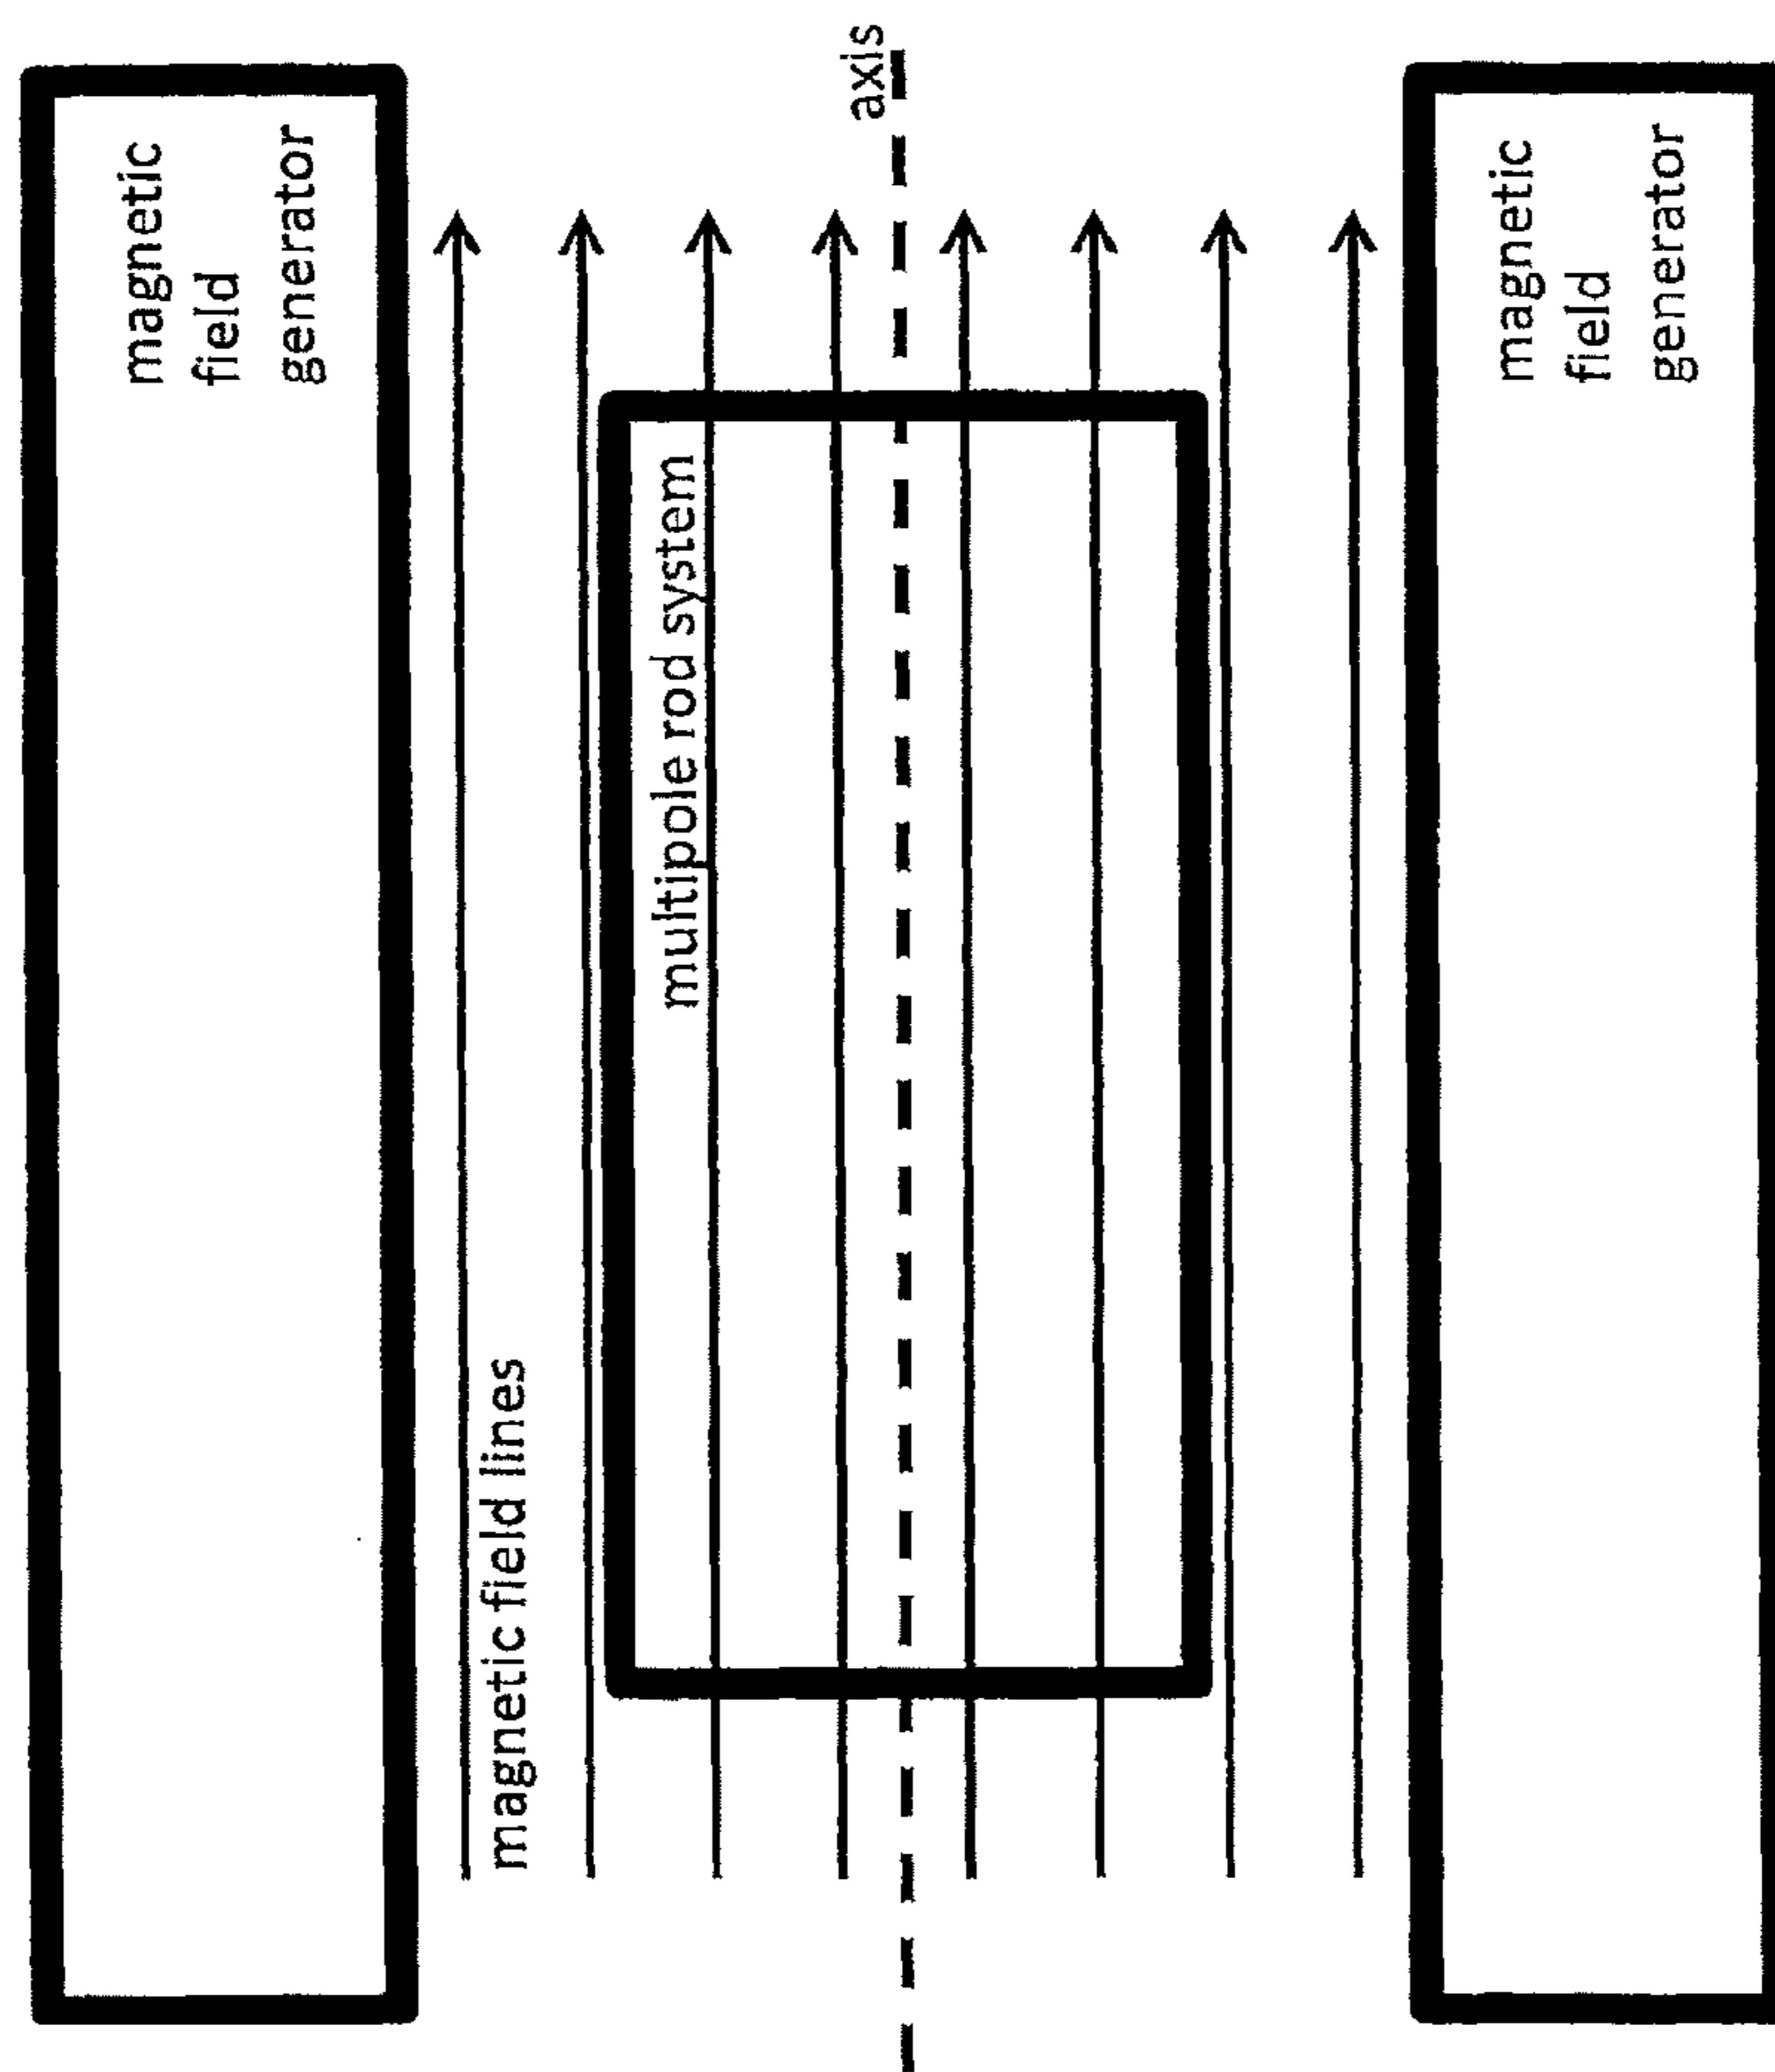 magnetic
field
generator
magnetic field lines
multipole rod system
axis
magnetic
field
generator